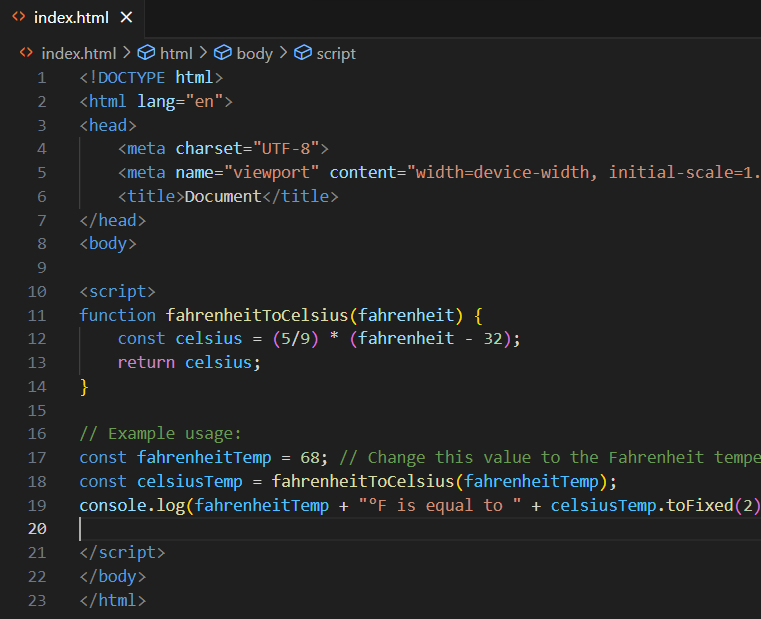 index.html
index.html > html > body > script
1 <!DOCTYPE html>
2 <html lang="en">
3 <head>
4     <meta charset="UTF-8">
5     <meta name="viewport" content="width=device-width, initial-scale=1.
6     <title>Document</title>
7 </head>
8 <body>
9
10 <script>
11 function fahrenheitToCelsius(fahrenheit) {
12     const celsius = (5/9) * (fahrenheit - 32);
13     return celsius;
14 }
15
16 // Example usage:
17 const fahrenheitTemp = 68; // Change this value to the Fahrenheit tempe
18 const celsiusTemp = fahrenheitToCelsius(fahrenheitTemp);
19 console.log(fahrenheitTemp + "°F is equal to " + celsiusTemp.toFixed(2)
20
21 </script>
22 </body>
23 </html>